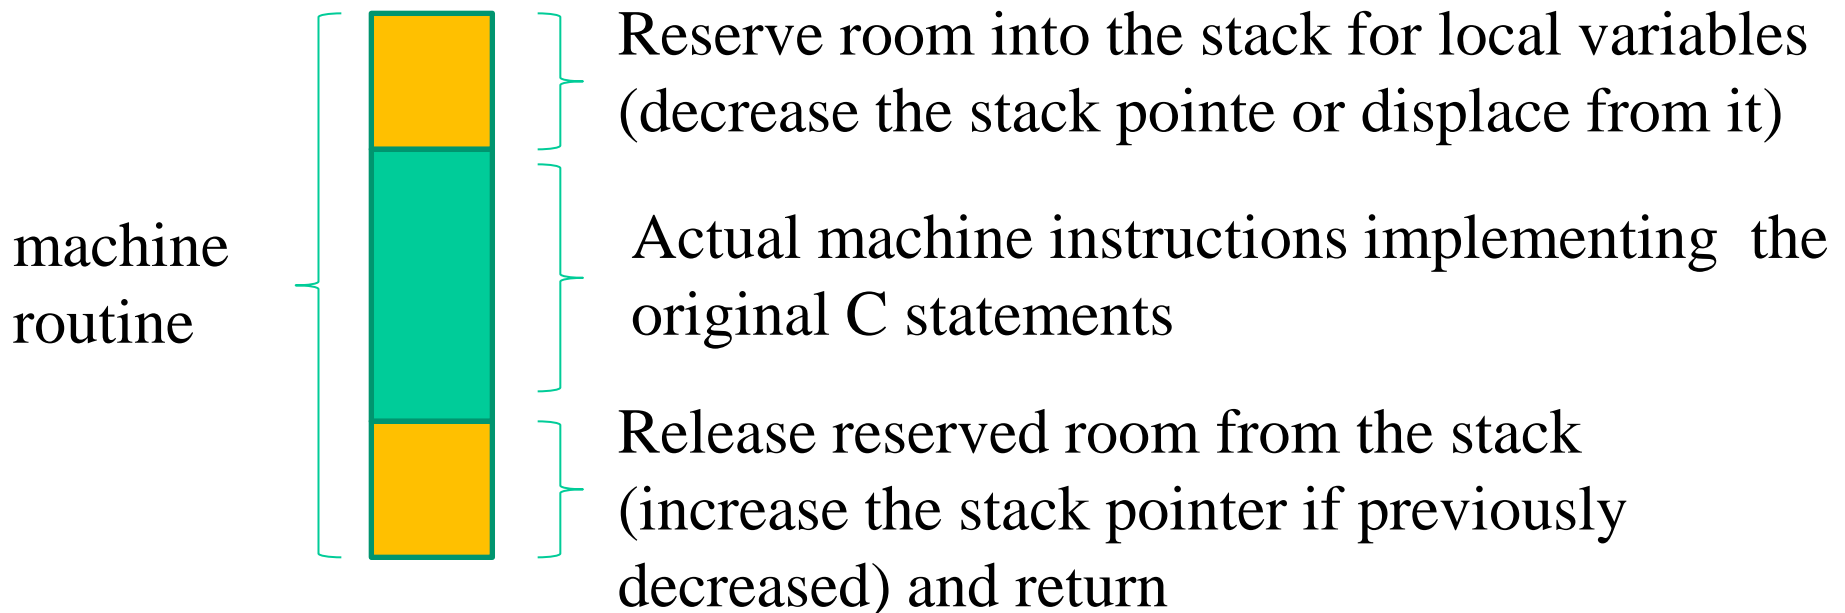 Reserve room into the stack for local variables
(decrease the stack pointe or displace from it)
machine
routine
Actual machine instructions implementing  the
original C statements
Release reserved room from the stack
(increase the stack pointer if previously
decreased) and return